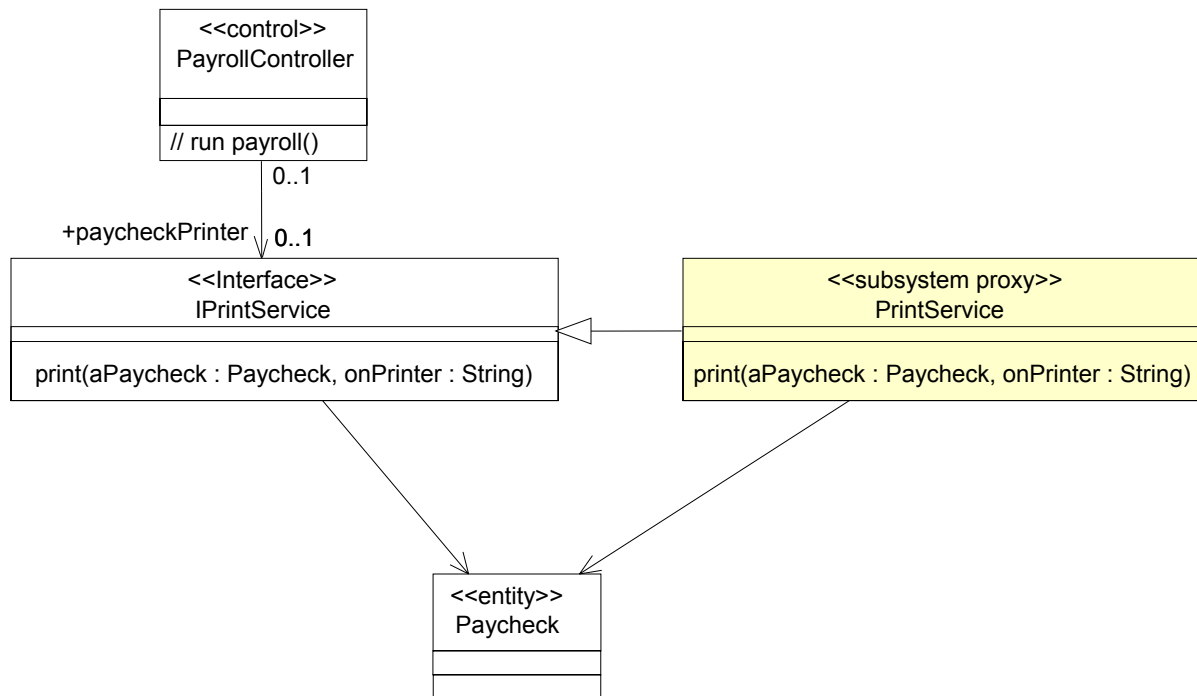 <<control>>
PayrollController
// run payroll()
0..1
+paycheckPrinter
0..1
<<Interface>>
IPrintService
print(aPaycheck : Paycheck, onPrinter : String)
<<subsystem proxy>>
PrintService
print(aPaycheck : Paycheck, onPrinter : String)
<<entity>>
Paycheck